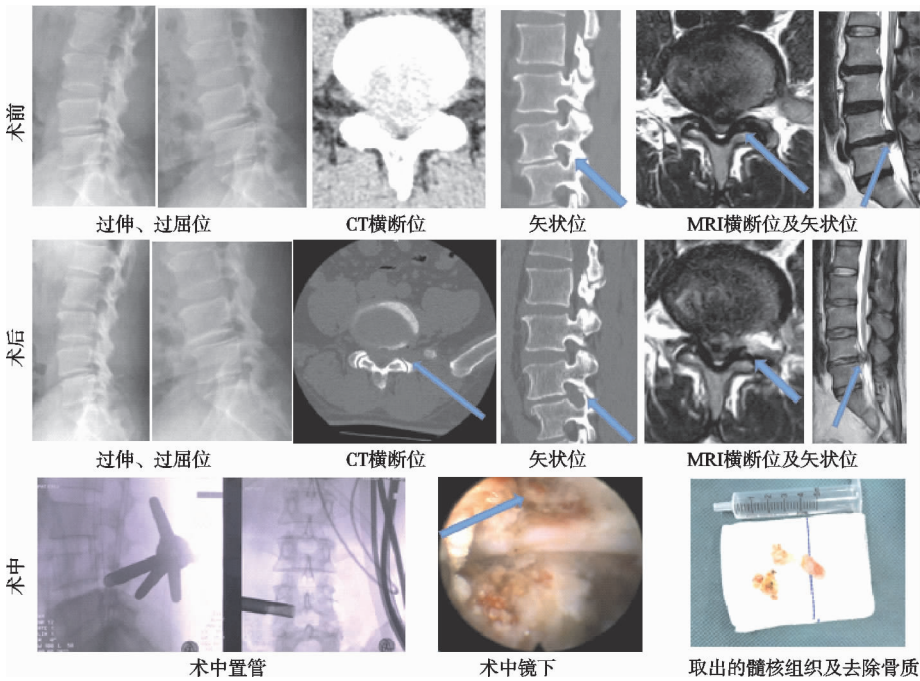 术前
过伸、过屈位 CT横断位 矢状位 MRI横断位及矢状位
术后
过伸、过屈位 CT横断位 矢状位 MRI横断位及矢状位
术中
术中置管 术中镜下 取出的髓核组织及去除骨质